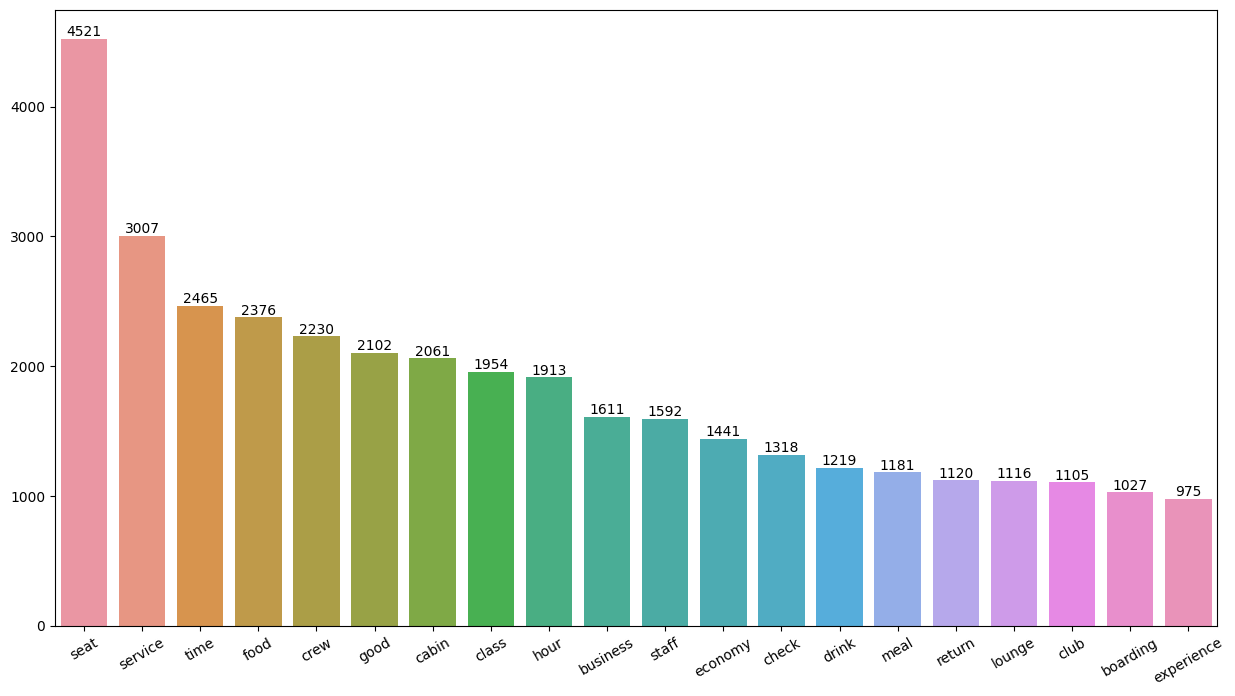 4521
3007
2465
2376
2230
2102
2061
1954
1913
1611
1592
1441
1318
1219
1181
1120
1116
1105
1027
975
4000
3000
2000
1000
0
seat
service
time
food
crew
good
cabin
class
hour
business
staff
economy
check
drink
meal
return
lounge
club
boarding
experience